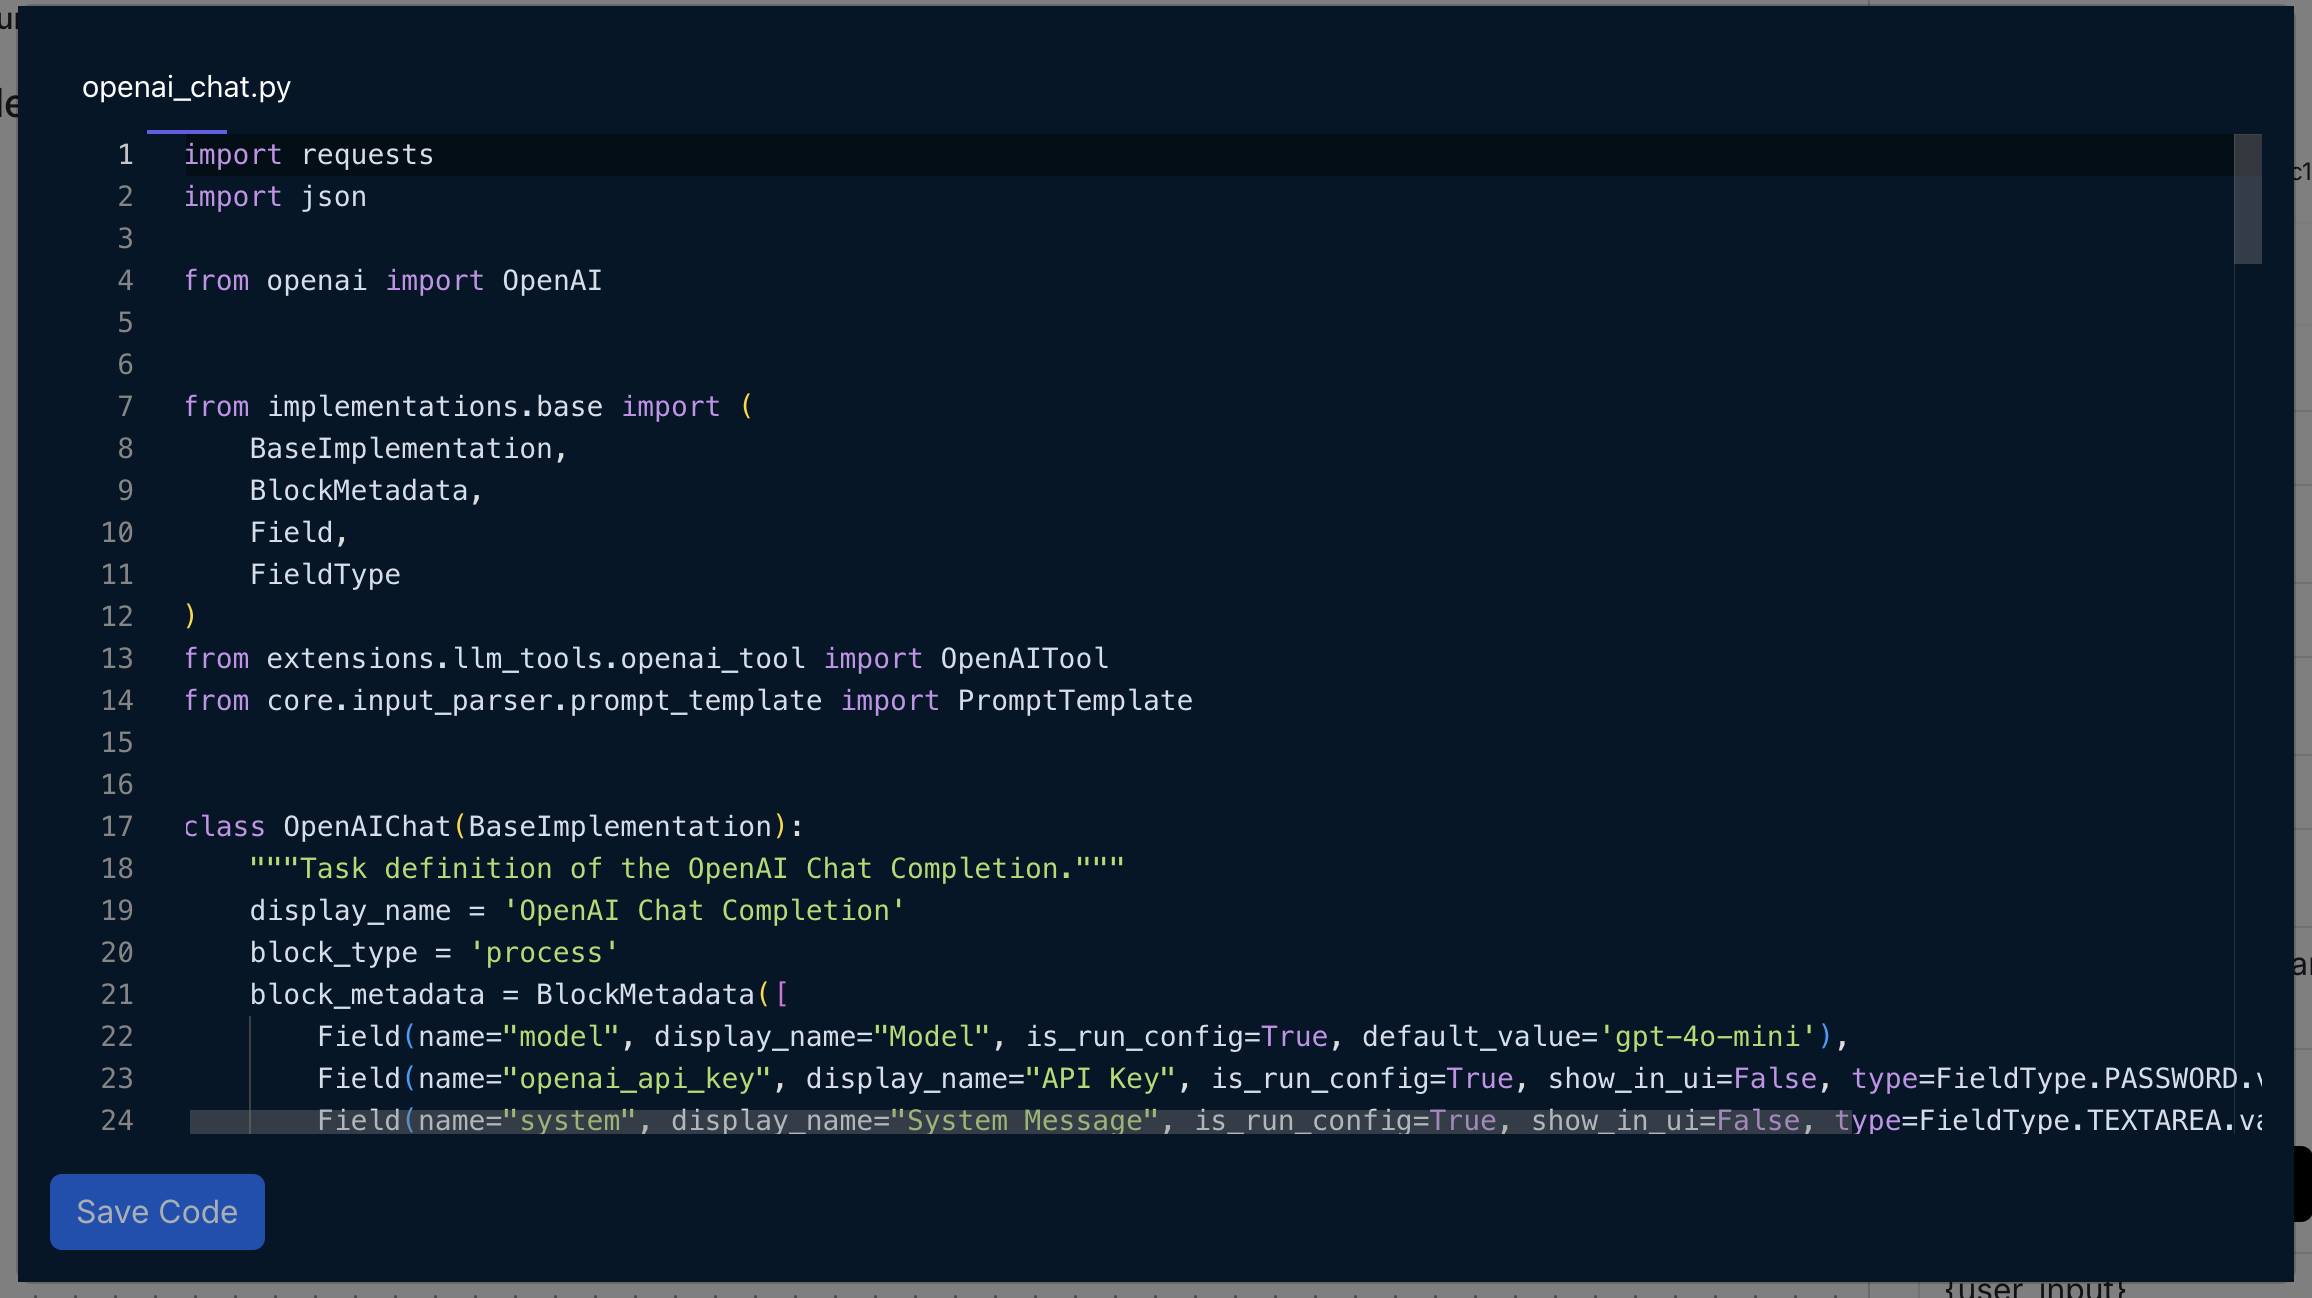 openai_chat.py
1 import requests
2 import json
3
4 from openai import OpenAI
5
6
7 from implementations.base import (
8     BaseImplementation,
9     BlockMetadata,
10     Field,
11     FieldType
12 )
13 from extensions.llm_tools.openai_tool import OpenAITool
14 from core.input_parser.prompt_template import PromptTemplate
15
16
17 class OpenAIChat(BaseImplementation):
18     """Task definition of the OpenAI Chat Completion."""
19     display_name = 'OpenAI Chat Completion'
20     block_type = 'process'
21     block_metadata = BlockMetadata([
22         Field(name="model", display_name="Model", is_run_config=True, default_value='gpt-4o-mini'),
23         Field(name="openai_api_key", display_name="API Key", is_run_config=True, show_in_ui=False, type=FieldType.PASSWORD.
24         Field(name="system", display_name="System Message", is_run_config=True, show_in_ui=False, type=FieldType.TEXTAREA.
Save Code
{user_input}